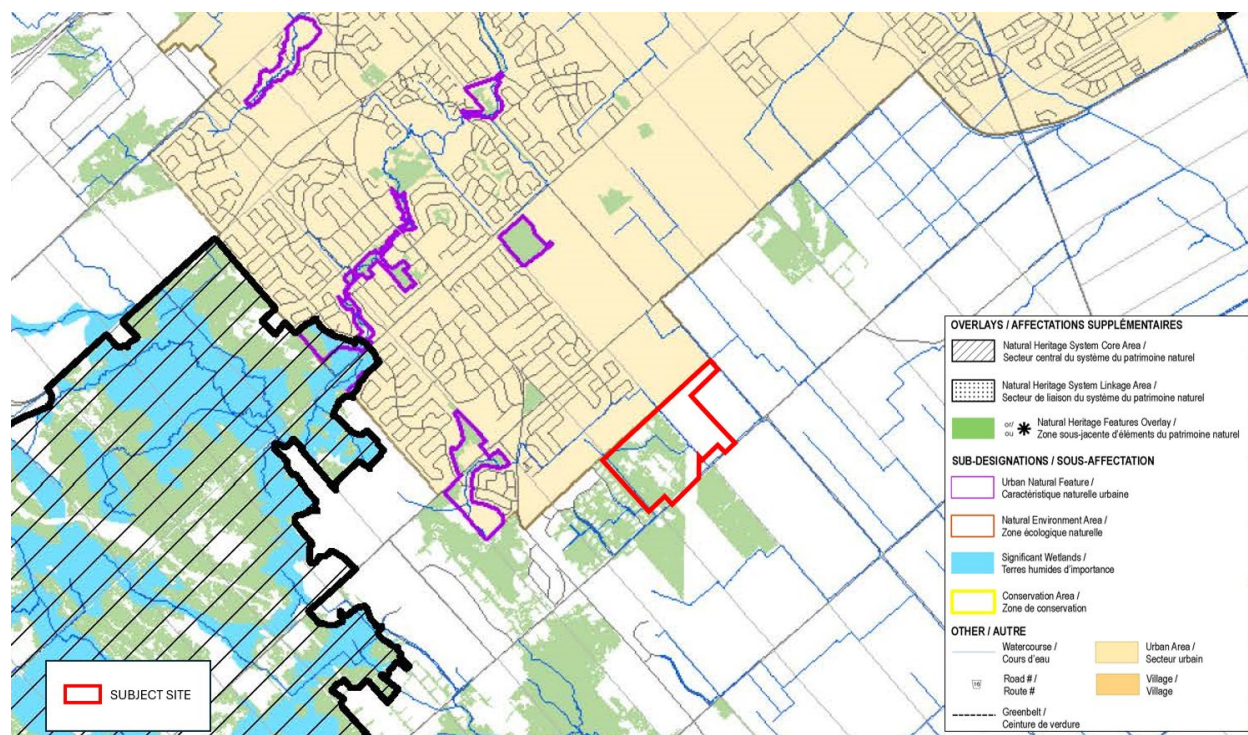 OVERLAYS / AFFECTATIONS SUPPLÉMENTAIRES
Natural Heritage System Core Area /
Secteur central du système du patrimoine naturel
Natural Heritage System Linkage Area /
Secteur de liaison du système du patrimoine naturel
or/
ou
Natural Heritage Features Overlay /
Zone sous-jacente d'éléments du patrimoine naturel
SUB-DESIGNATIONS / SOUS-AFFECTATION
Urban Natural Feature /
Caractéristique naturelle urbaine
Natural Environment Area /
Zone écologique naturelle
Significant Wetlands /
Terres humides d'importance
Conservation Area /
Zone de conservation
OTHER / AUTRE
Watercourse /
Cours d'eau
Urban Area /
Secteur urbain
Road # /
Route #
Village /
Village
Greenbelt /
Ceinture de verdure
SUBJECT SITE